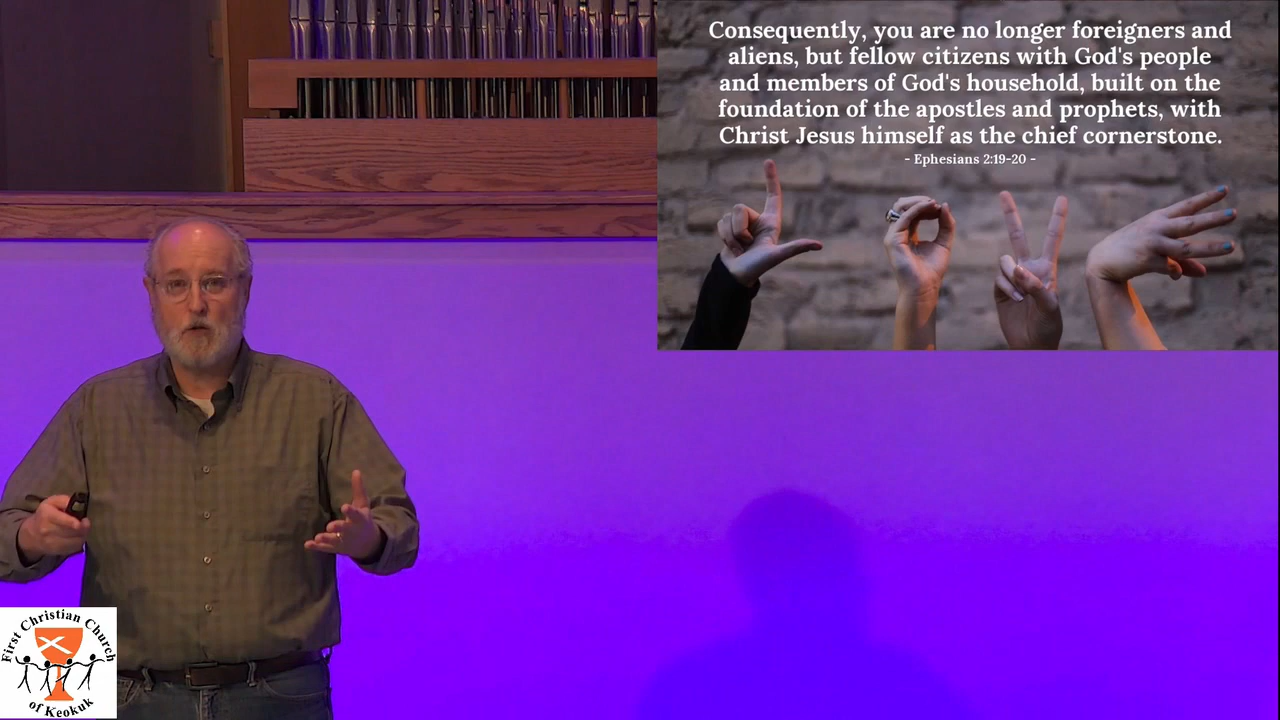 Consequently, you are no longer foreigners and
aliens, but fellow citizens with God's people
and members of God's household, built on the
foundation of the apostles and prophets, with
Christ Jesus himself as the chief cornerstone.
- Ephesians 2:19-20 -
First Christian Church
of Keokuk